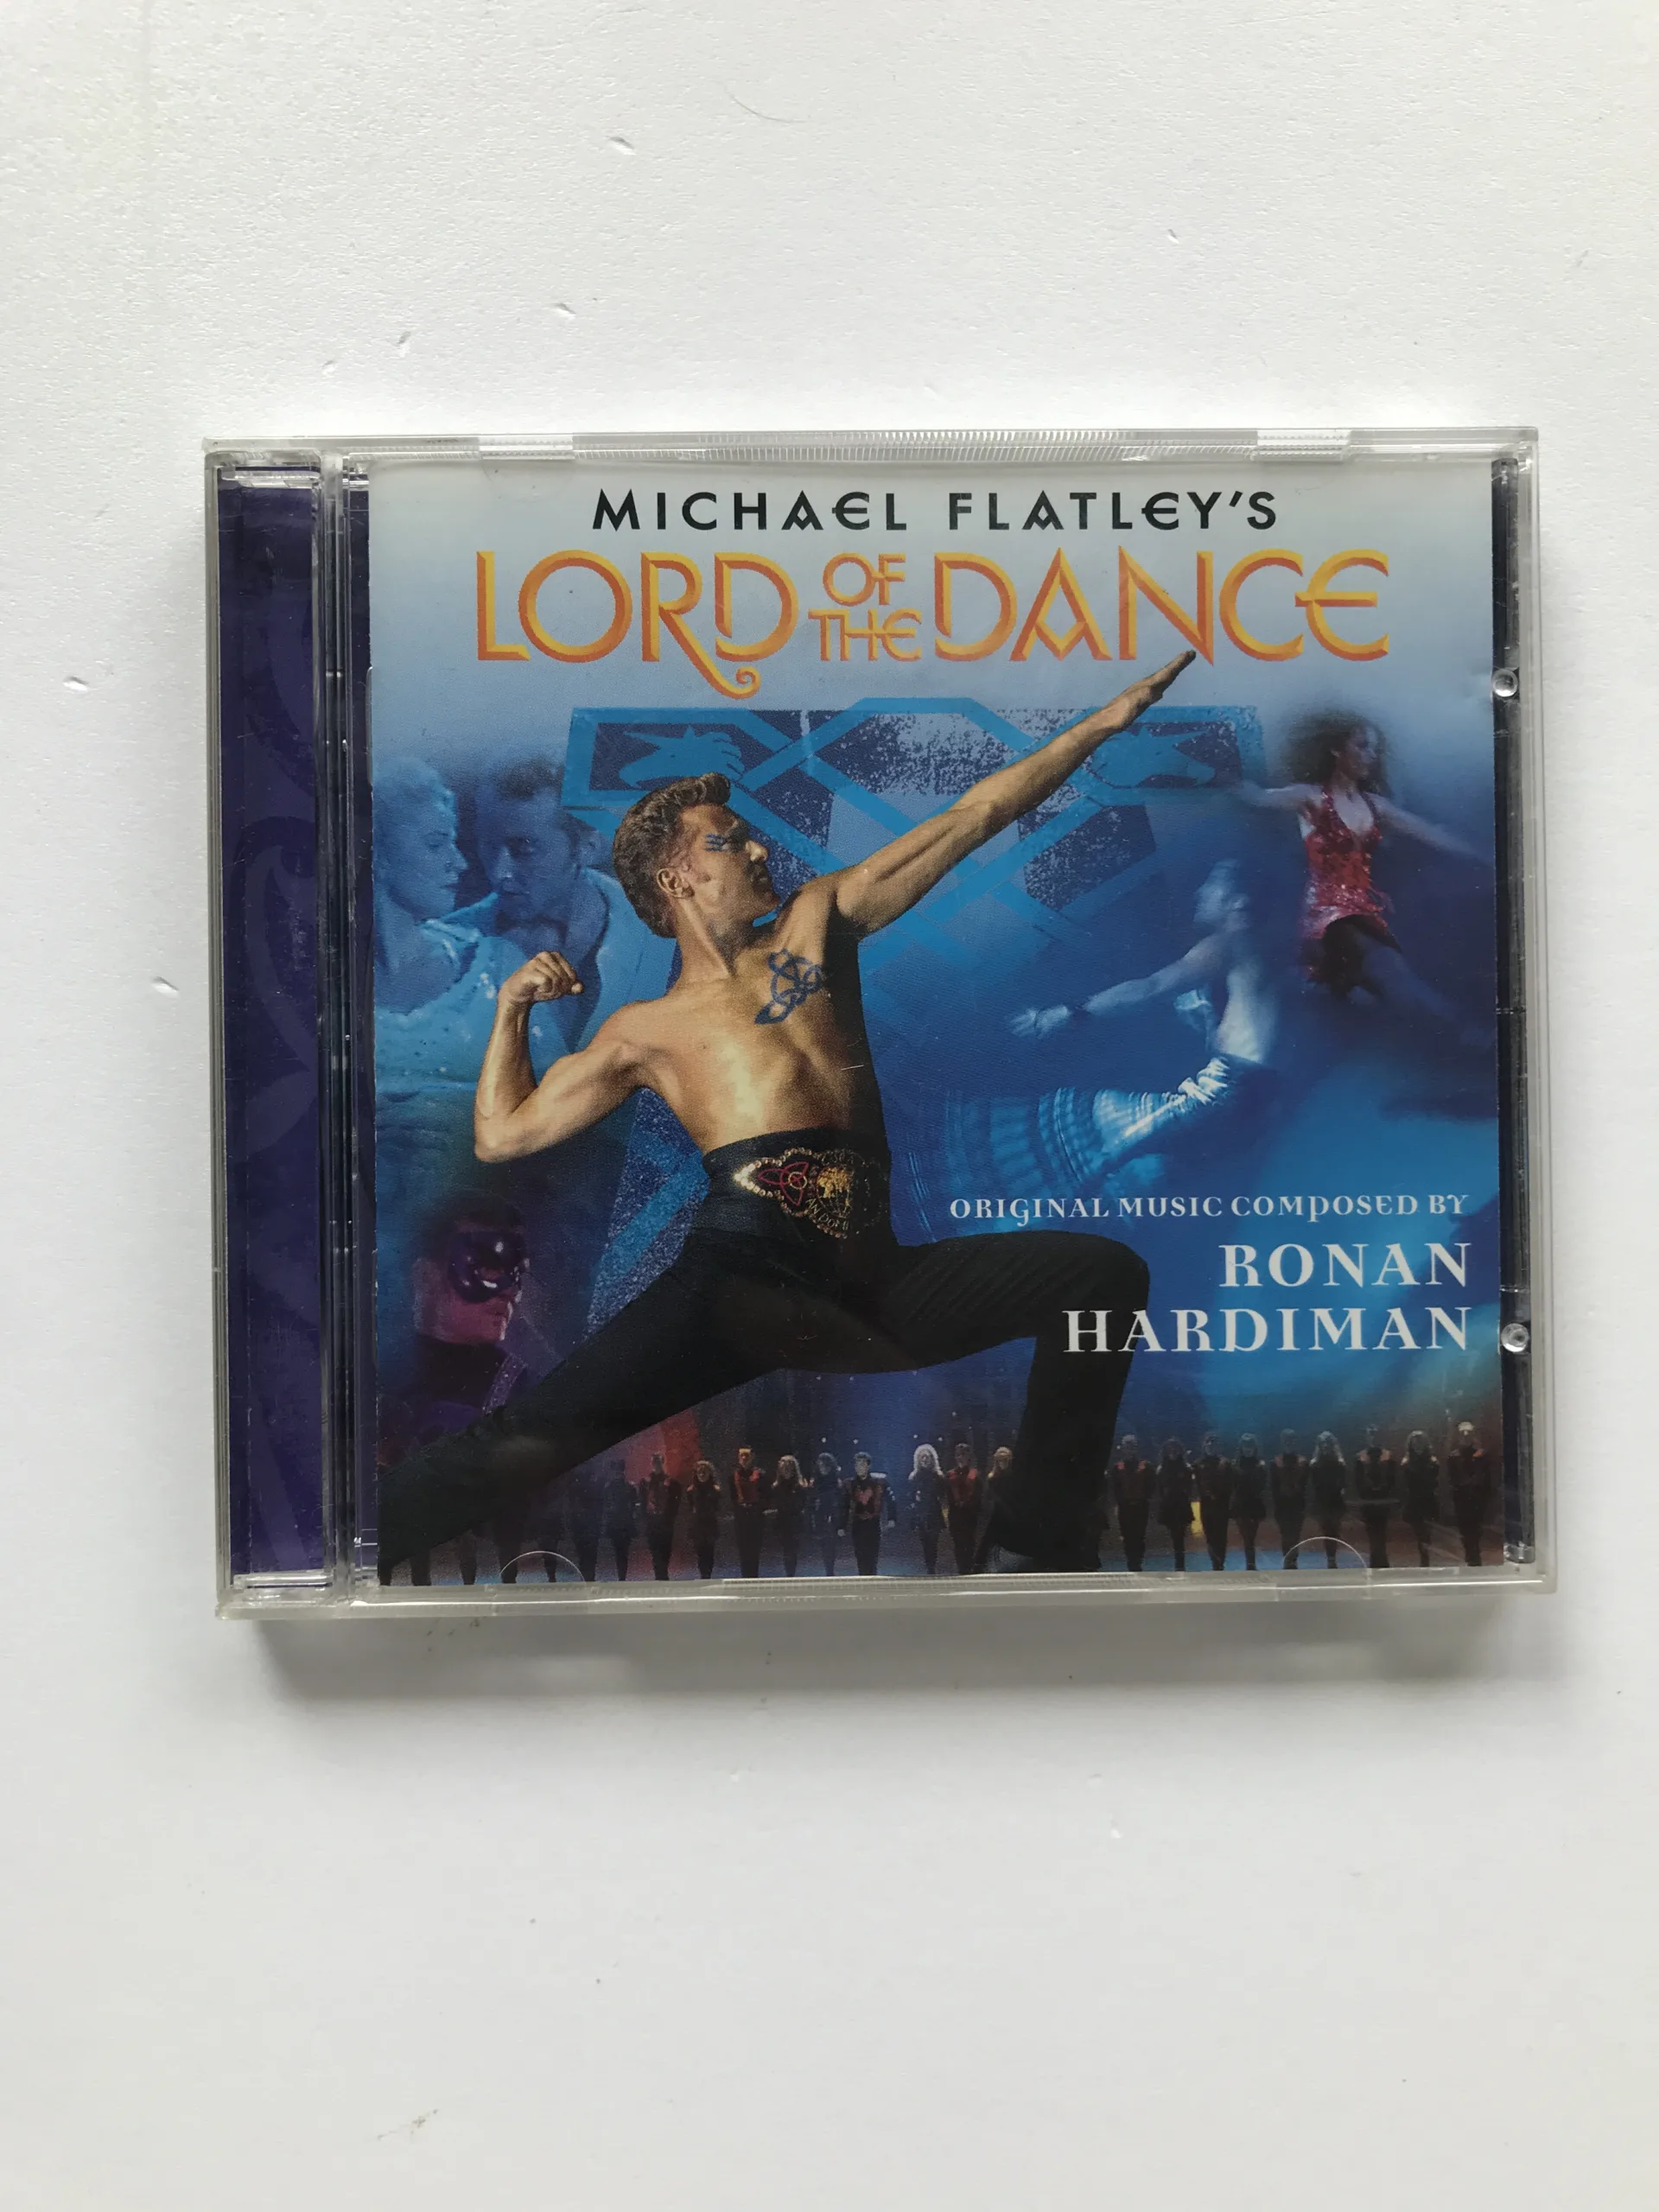 MICHAEL FLATLEY'S
LORD OF THE DANCE
ORIGINAL MUSIC COMPOSED BY
RONAN
HARDIMAN